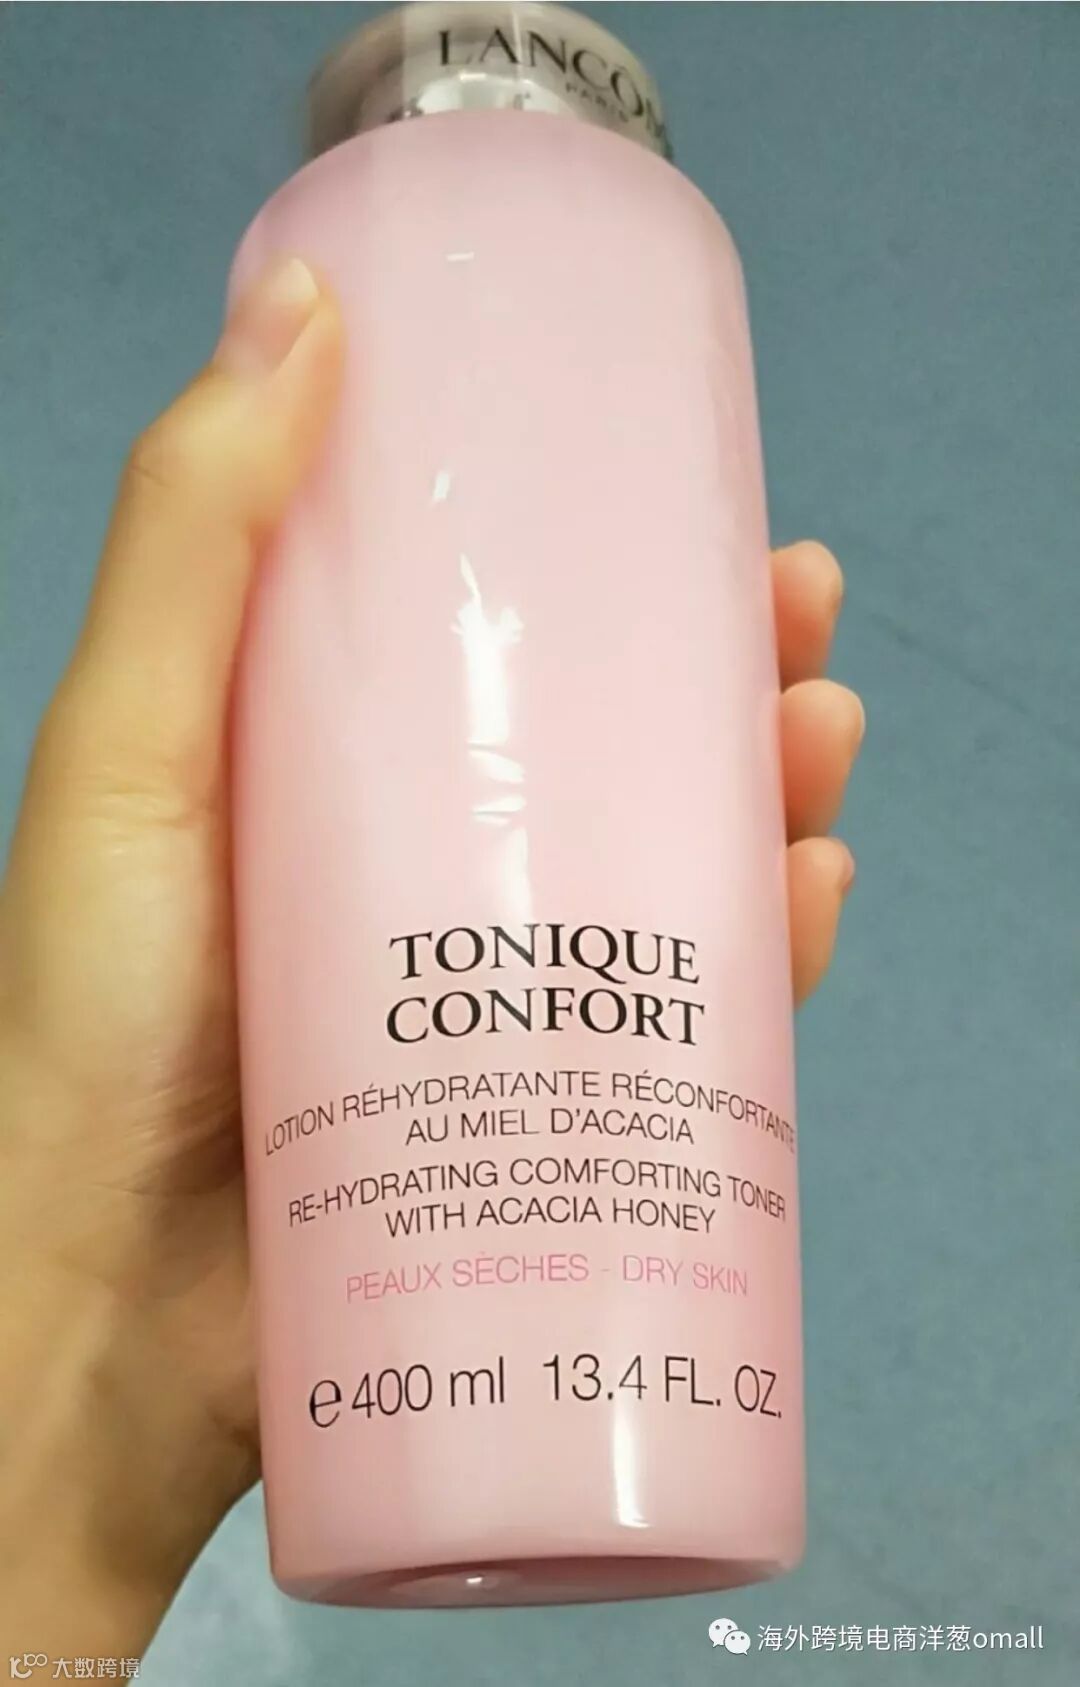 LANCÔM
PARIS
TONIQUE
CONFORT
LOTION RÉHYDRATANTE RÉCONFORTANTE
AU MIEL D'ACACIA
RE-HYDRATING COMFORTING TONER
WITH ACACIA HONEY
PEAUX SÈCHES - DRY SKIN
℮400 ml 13.4 FL. OZ.
海外跨境电商洋葱omall
大数跨境